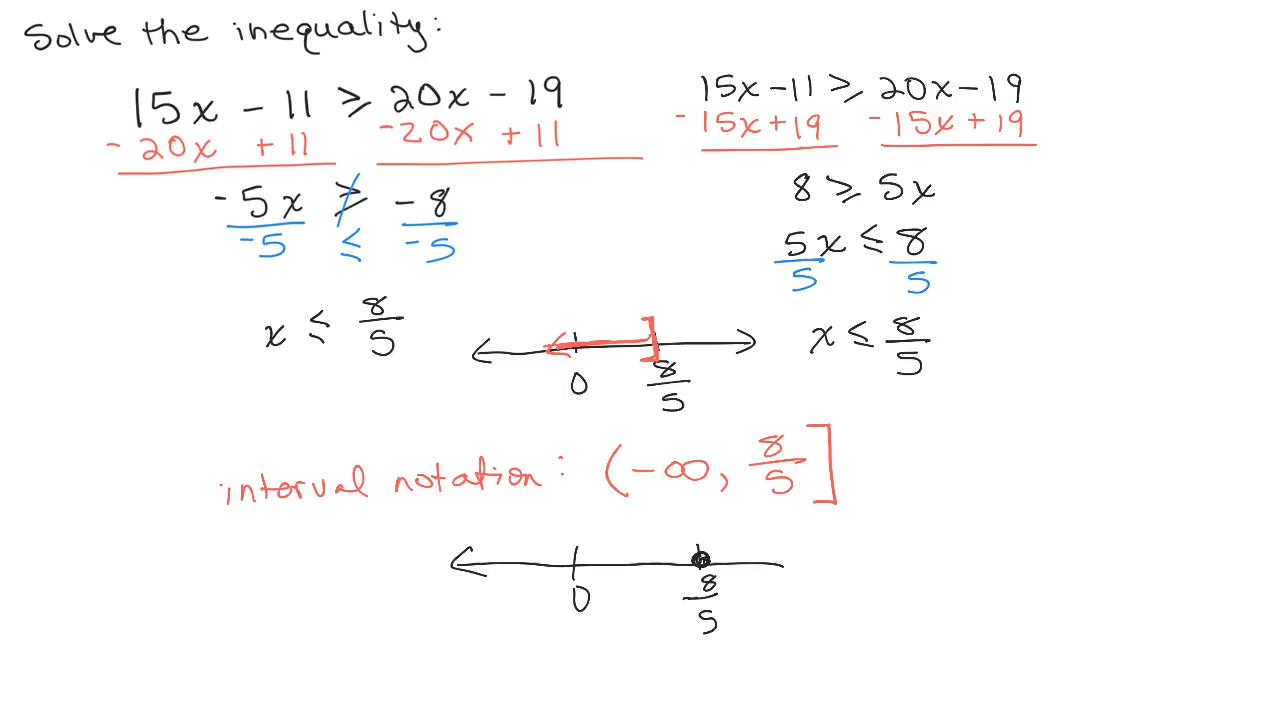 Solve the inequality:
15x - 11 ≥ 20x - 19
- 20x + 11 - 20x + 11
- 5x ≥ - 8
- 5 ≤ - 5
x ≤ 8/5
15x - 11 ≥ 20x - 19
- 15x + 19 - 15x + 19
8 ≥ 5x
5x ≤ 8
5 5
x ≤ 8/5
0 8/5
interval notation: (-∞, 8/5]
0 8/5